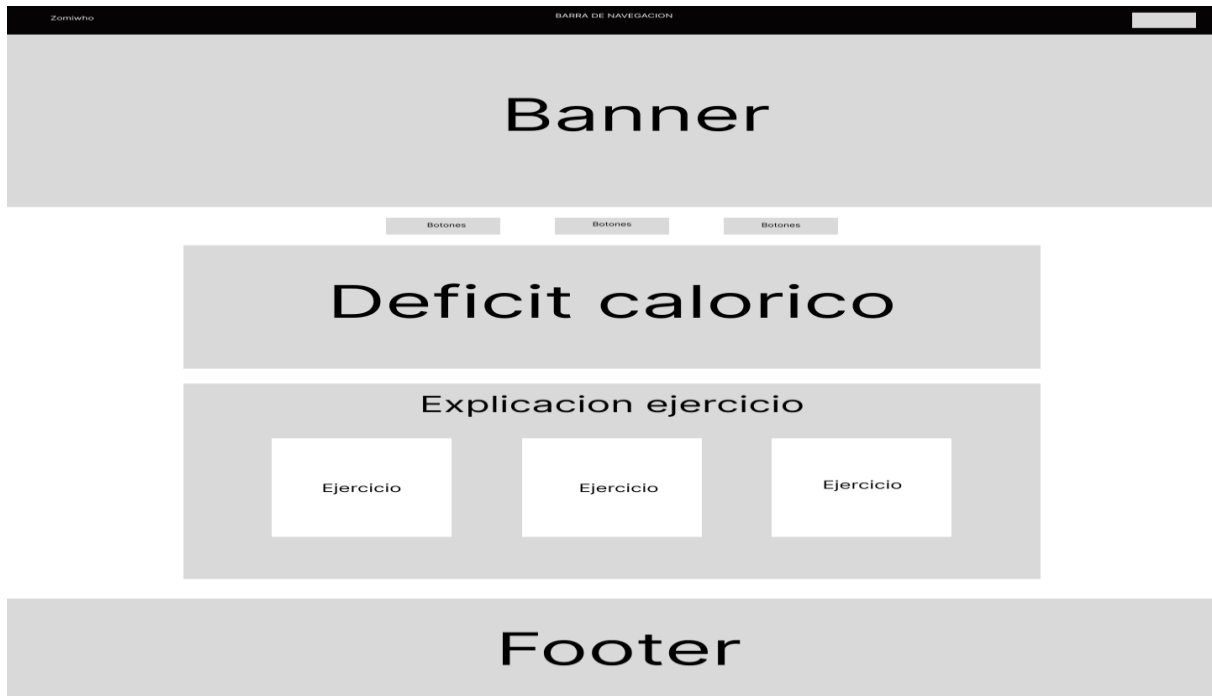 Zomiwho
BARRA DE NAVEGACION
Banner
Botones
Botones
Botones
Deficit calorico
Explicacion ejercicio
Ejercicio
Ejercicio
Ejercicio
Footer